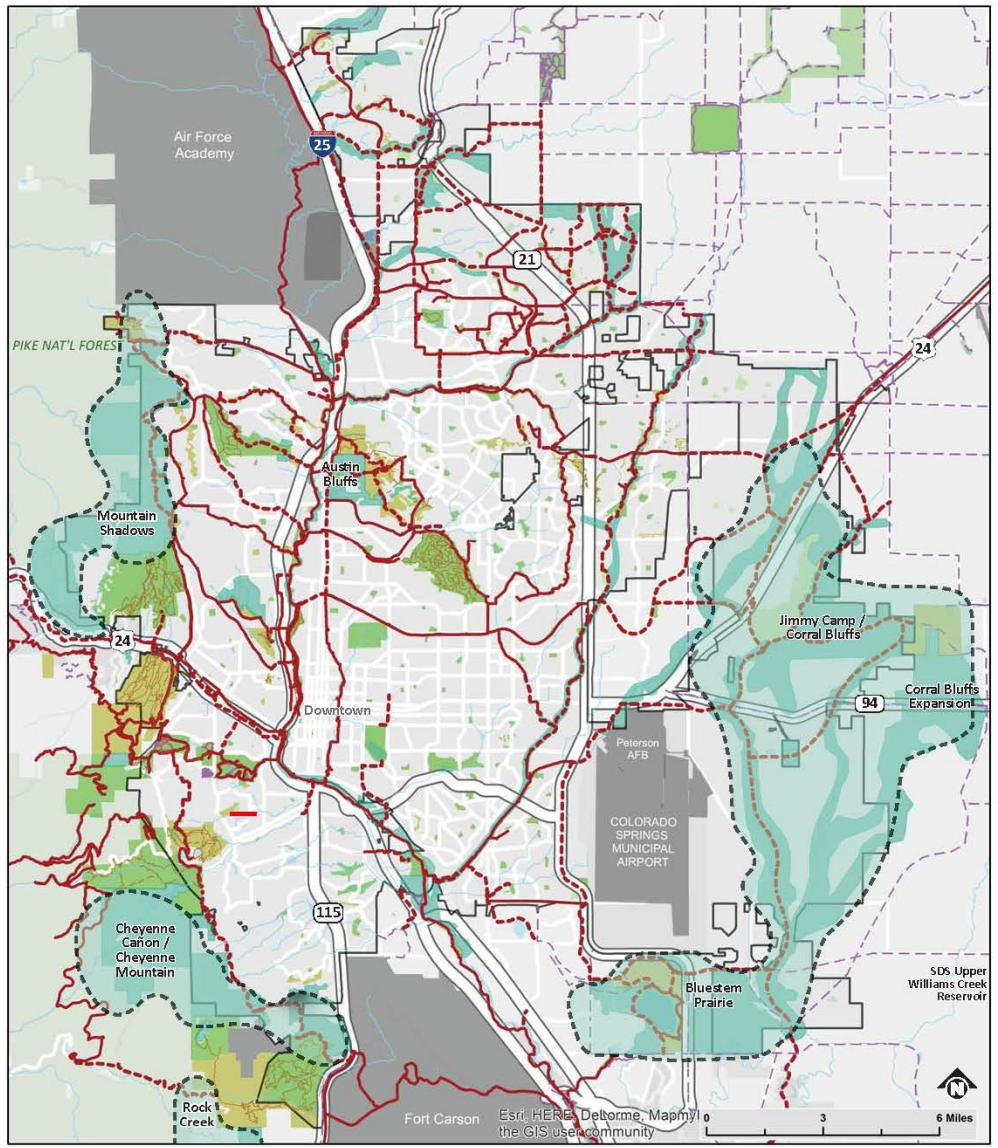 Air Force
Academy
25
21
PIKE NAT'L FOREST
24
Austin
Bluffs
Mountain
Shadows
Jimmy Camp /
Corral Bluffs
24
Corral Bluffs
Expansion
94
Downtown
Peterson
AFB
COLORADO
SPRINGS
MUNICIPAL
AIRPORT
115
Cheyenne
Cañon /
Cheyenne
Mountain
SDS Upper
Williams Creek
Reservoir
Bluestem
Prairie
Rock
Creek
Fort Carson
Esri, HERE, DeLorme, MapmyI
the GIS user community
N
0 3 6 Miles